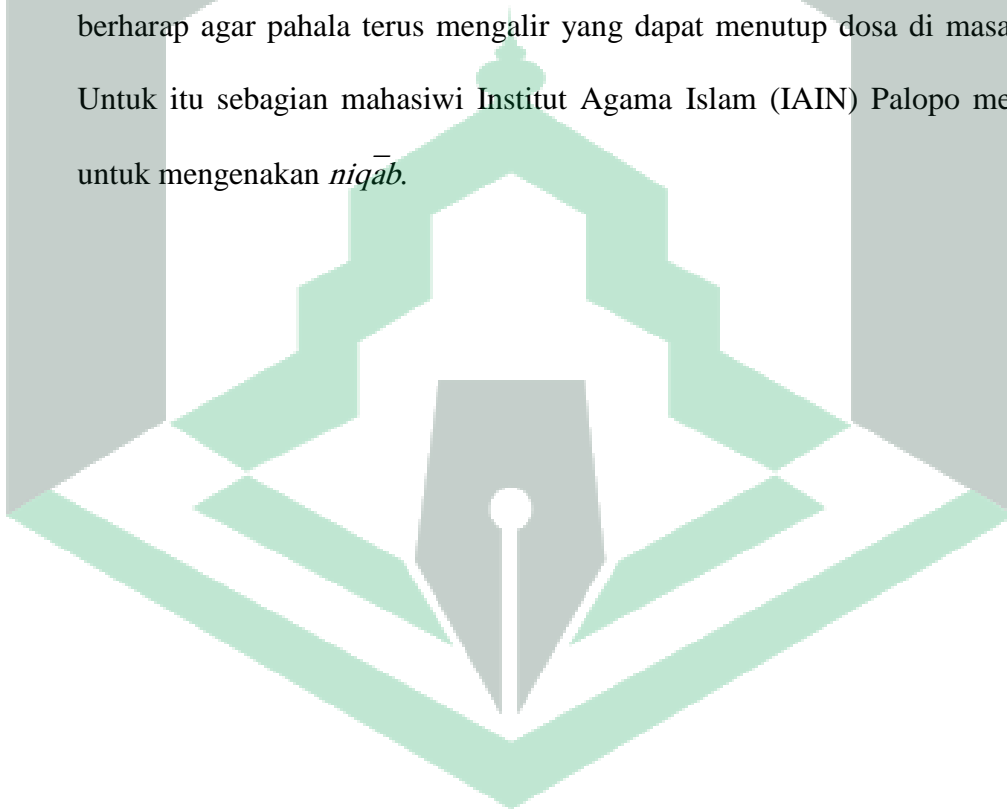 berharap agar pahala terus mengalir yang dapat menutup dosa di masa
Untuk itu sebagian mahasiwi Institut Agama Islam (IAIN) Palopo me
untuk mengenakan niqāb.